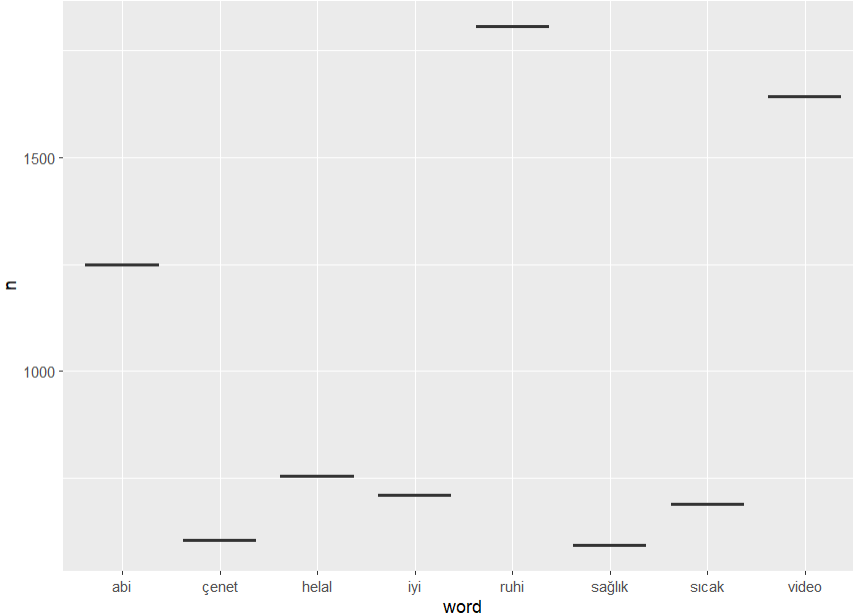 1500
1000
n
abi çenet helal iyi ruhi sağlık sıcak video
word